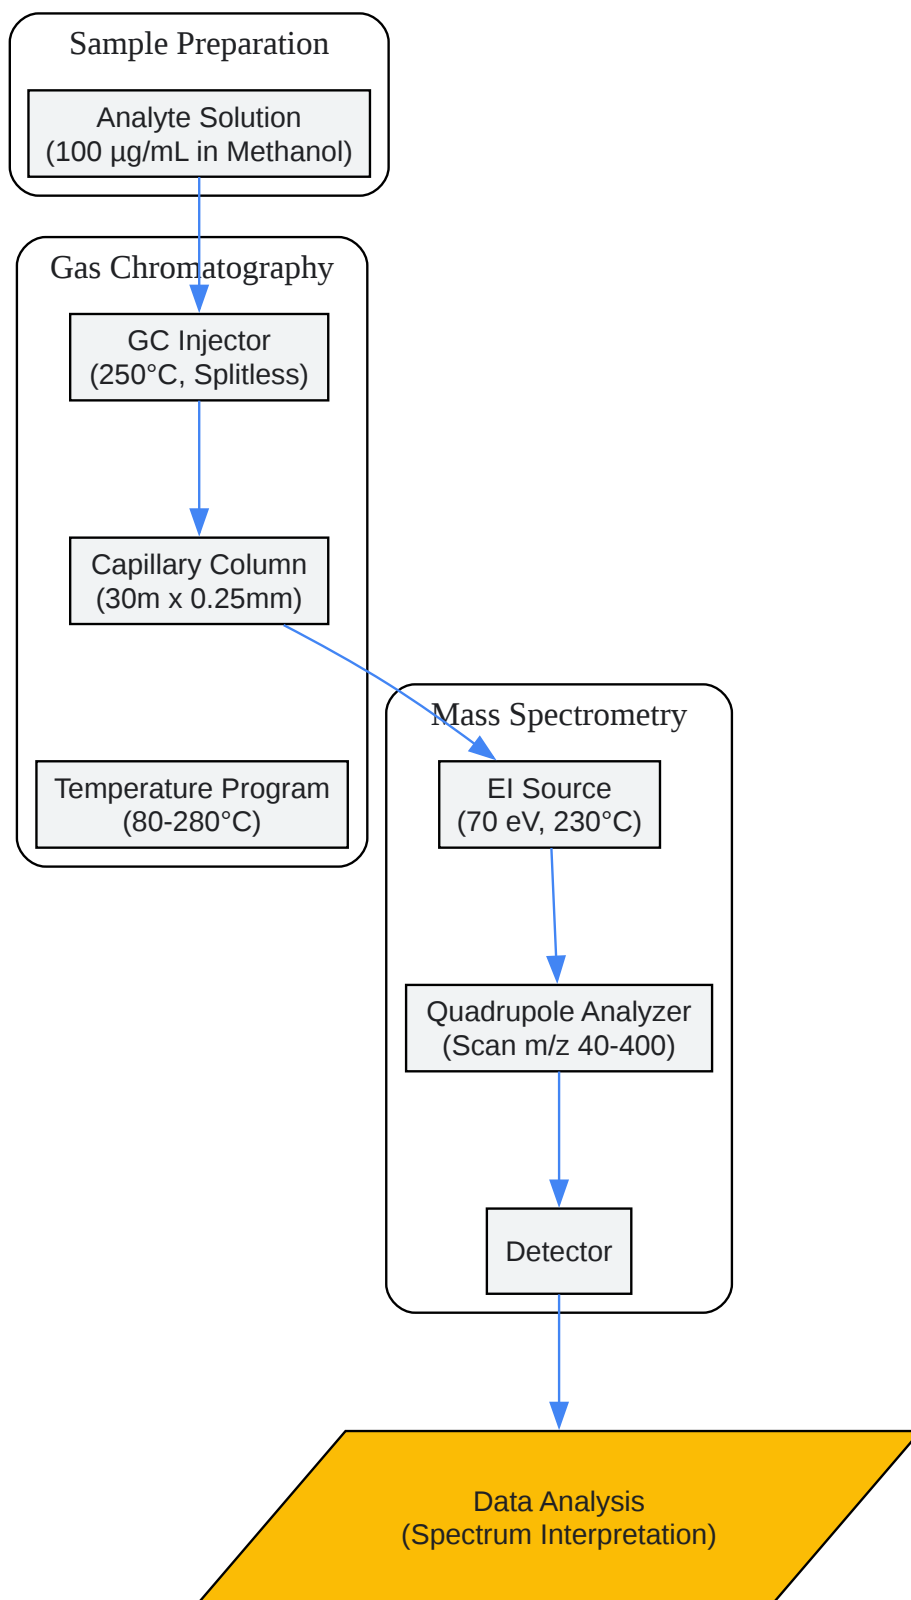 Sample Preparation
Analyte Solution
(100 µg/mL in Methanol)
Gas Chromatography
GC Injector
(250°C, Splitless)
Capillary Column
(30m x 0.25mm)
Temperature Program
(80-280°C)
Mass Spectrometry
EI Source
(70 eV, 230°C)
Quadrupole Analyzer
(Scan m/z 40-400)
Detector
Data Analysis
(Spectrum Interpretation)